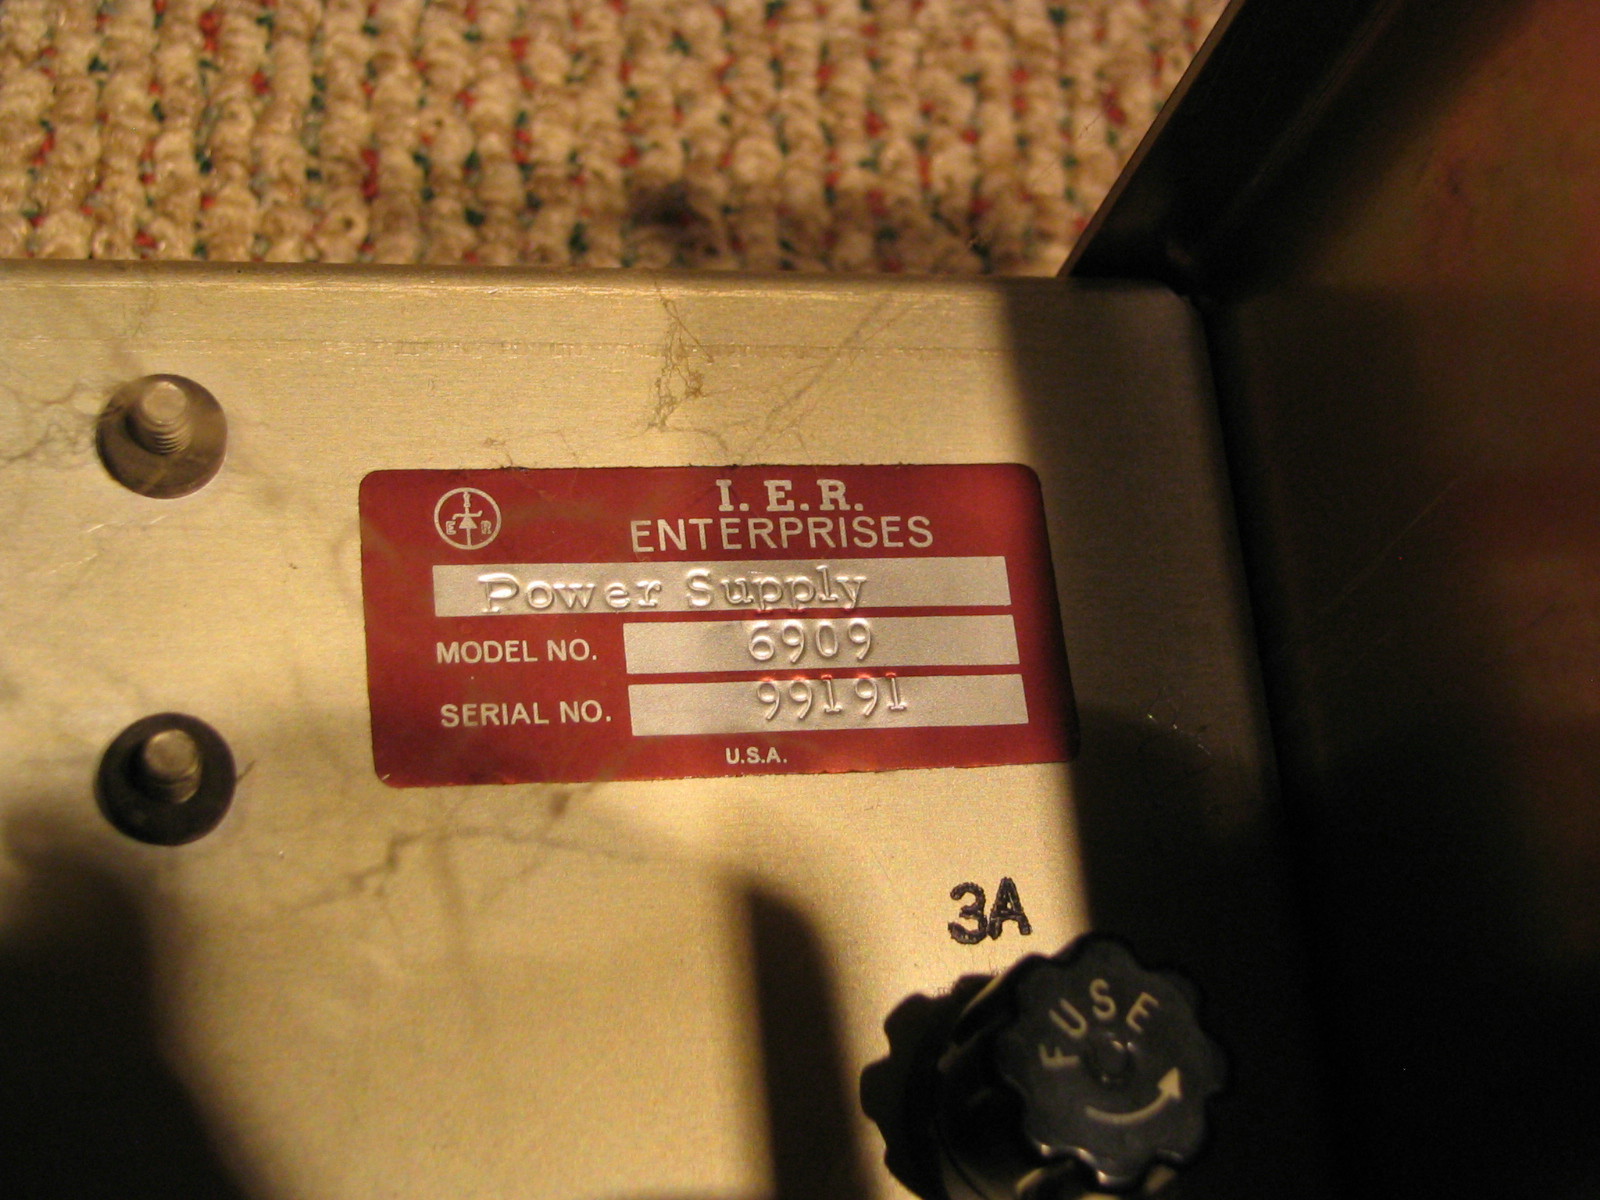 I. E. R.
ENTERPRISES
Power Supply
MODEL NO. 6909
SERIAL NO. 99191
U.S.A.
3A
FUSE